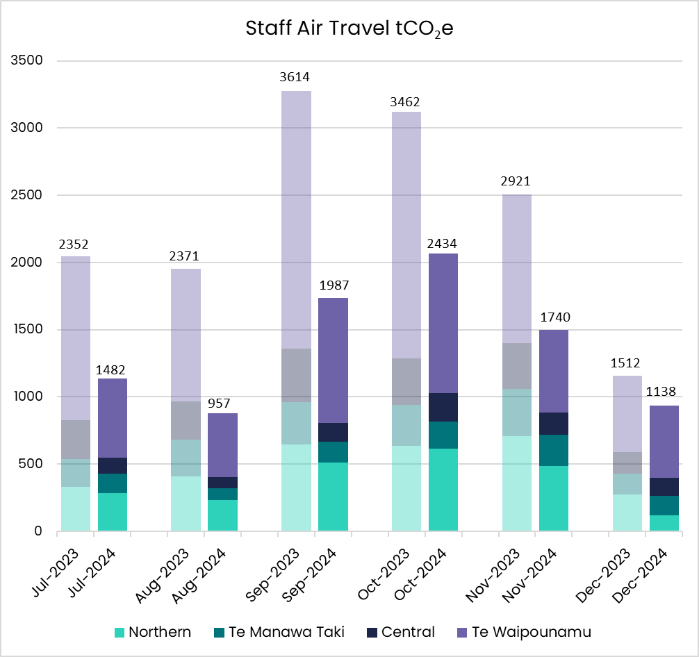 Staff Air Travel tCO₂e
3500
3000
2500
2000
1500
1000
500
0
2352
1482
2371
957
3614
1987
3462
2434
2921
1740
1512
1138
Jul-2023
Jul-2024
Aug-2023
Aug-2024
Sep-2023
Sep-2024
Oct-2023
Oct-2024
Nov-2023
Nov-2024
Dec-2023
Dec-2024
Northern Te Manawa Taki Central Te Waipounamu